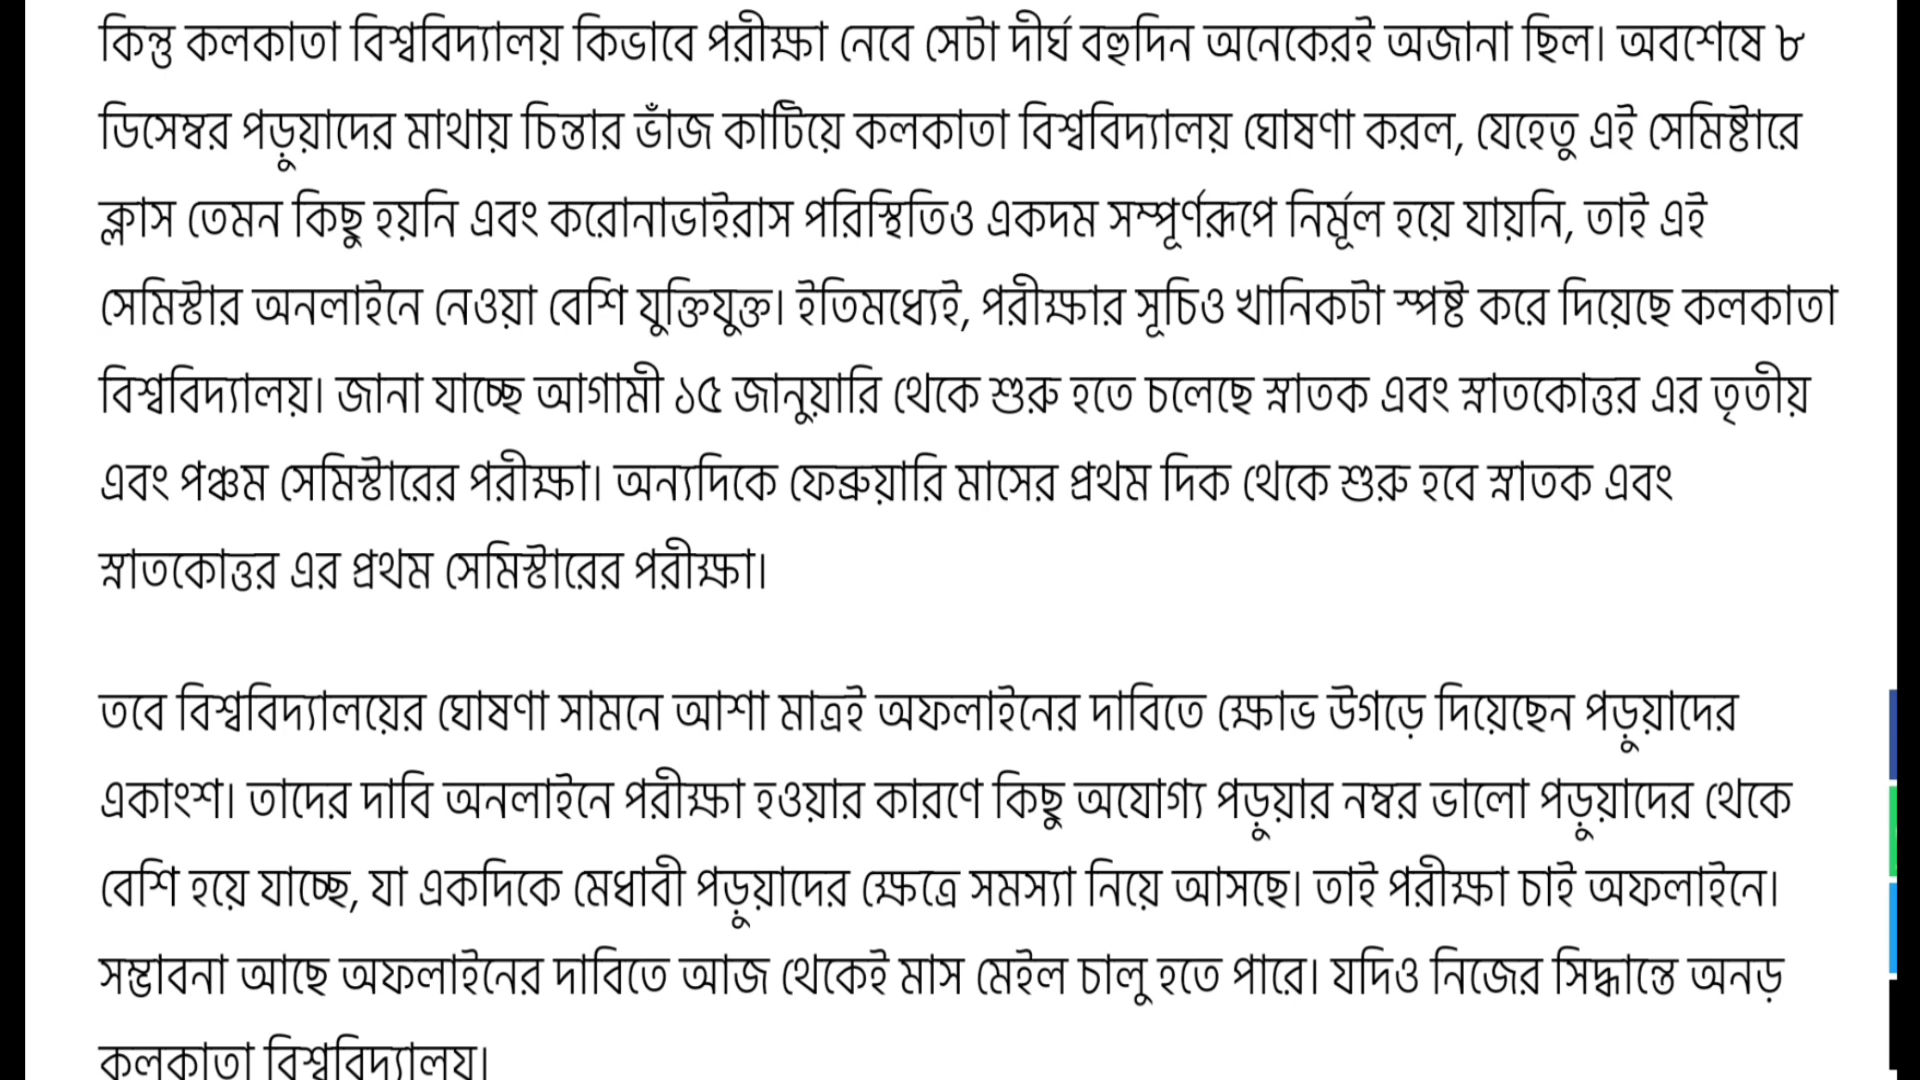 কিন্তু কলকাতা বিশ্ববিদ্যালয় কিভাবে পরীক্ষা নেবে সেটা দীর্ঘ বহুদিন অনেকেরই অজানা ছিল। অবশেষে ৮
ডিসেম্বর পড়ুয়াদের মাথায় চিন্তার ভাঁজ কাটিয়ে কলকাতা বিশ্ববিদ্যালয় ঘোষণা করল, যেহেতু এই সেমিষ্টারে
ক্লাস তেমন কিছু হয়নি এবং করোনাভাইরাস পরিস্থিতিও একদম সম্পূর্ণরূপে নির্মূল হয়ে যায়নি, তাই এই
সেমিস্টার অনলাইনে নেওয়া বেশি যুক্তিযুক্ত। ইতিমধ্যেই, পরীক্ষার সূচিও খানিকটা স্পষ্ট করে দিয়েছে কলকাতা
বিশ্ববিদ্যালয়। জানা যাচ্ছে আগামী ১৫ জানুয়ারি থেকে শুরু হতে চলেছে স্নাতক এবং স্নাতকোত্তর এর তৃতীয়
এবং পঞ্চম সেমিস্টারের পরীক্ষা। অন্যদিকে ফেব্রুয়ারি মাসের প্রথম দিক থেকে শুরু হবে স্নাতক এবং
স্নাতকোত্তর এর প্রথম সেমিস্টারের পরীক্ষা।
তবে বিশ্ববিদ্যালয়ের ঘোষণা সামনে আশা মাত্রই অফলাইনের দাবিতে ক্ষোভ উগড়ে দিয়েছেন পড়ুয়াদের
একাংশ। তাদের দাবি অনলাইনে পরীক্ষা হওয়ার কারণে কিছু অযোগ্য পড়ুয়ার নম্বর ভালো পড়ুয়াদের থেকে
বেশি হয়ে যাচ্ছে, যা একদিকে মেধাবী পড়ুয়াদের ক্ষেত্রে সমস্যা নিয়ে আসছে। তাই পরীক্ষা চাই অফলাইনে।
সম্ভাবনা আছে অফলাইনের দাবিতে আজ থেকেই মাস মেইল চালু হতে পারে। যদিও নিজের সিদ্ধান্তে অনড়
কলকাতা বিশ্ববিদ্যালয়।